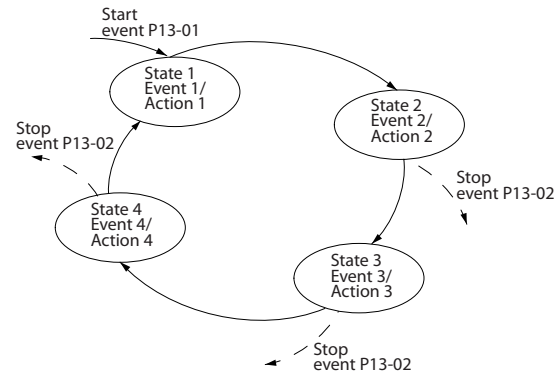 Start
event P13-01
State 1
Event 1/
Action 1
State 2
Event 2/
Action 2
Stop
event P13-02
Stop
event P13-02
State 4
Event 4/
Action 4
State 3
Event 3/
Action 3
Stop
event P13-02